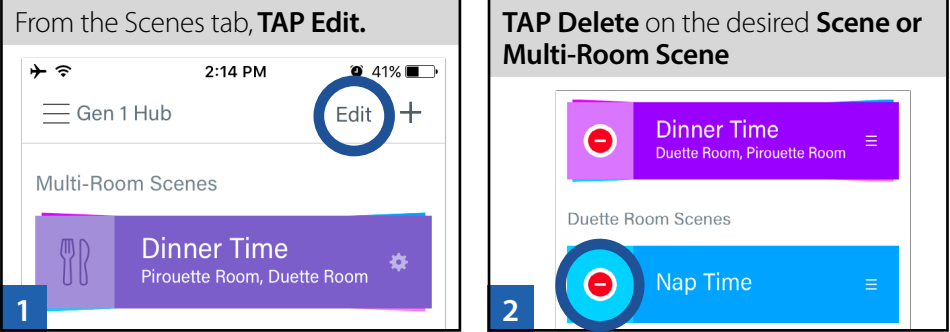 From the Scenes tab, TAP Edit.
2:14 PM
41%
Gen 1 Hub
Edit
Multi-Room Scenes
Dinner Time
Pirouette Room, Duette Room
1
TAP Delete on the desired Scene or
Multi-Room Scene
Dinner Time
Duette Room, Pirouette Room
Duette Room Scenes
Nap Time
2